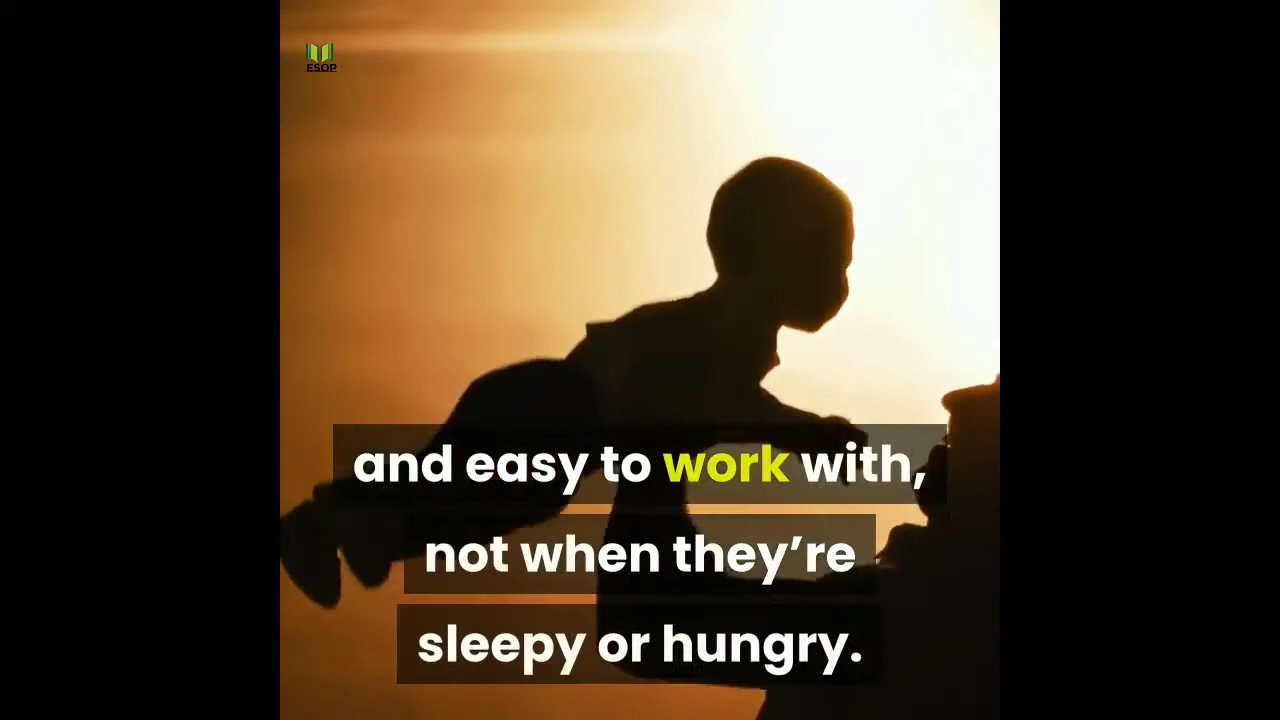 ESOP
and easy to work with,
not when they’re
sleepy or hungry.